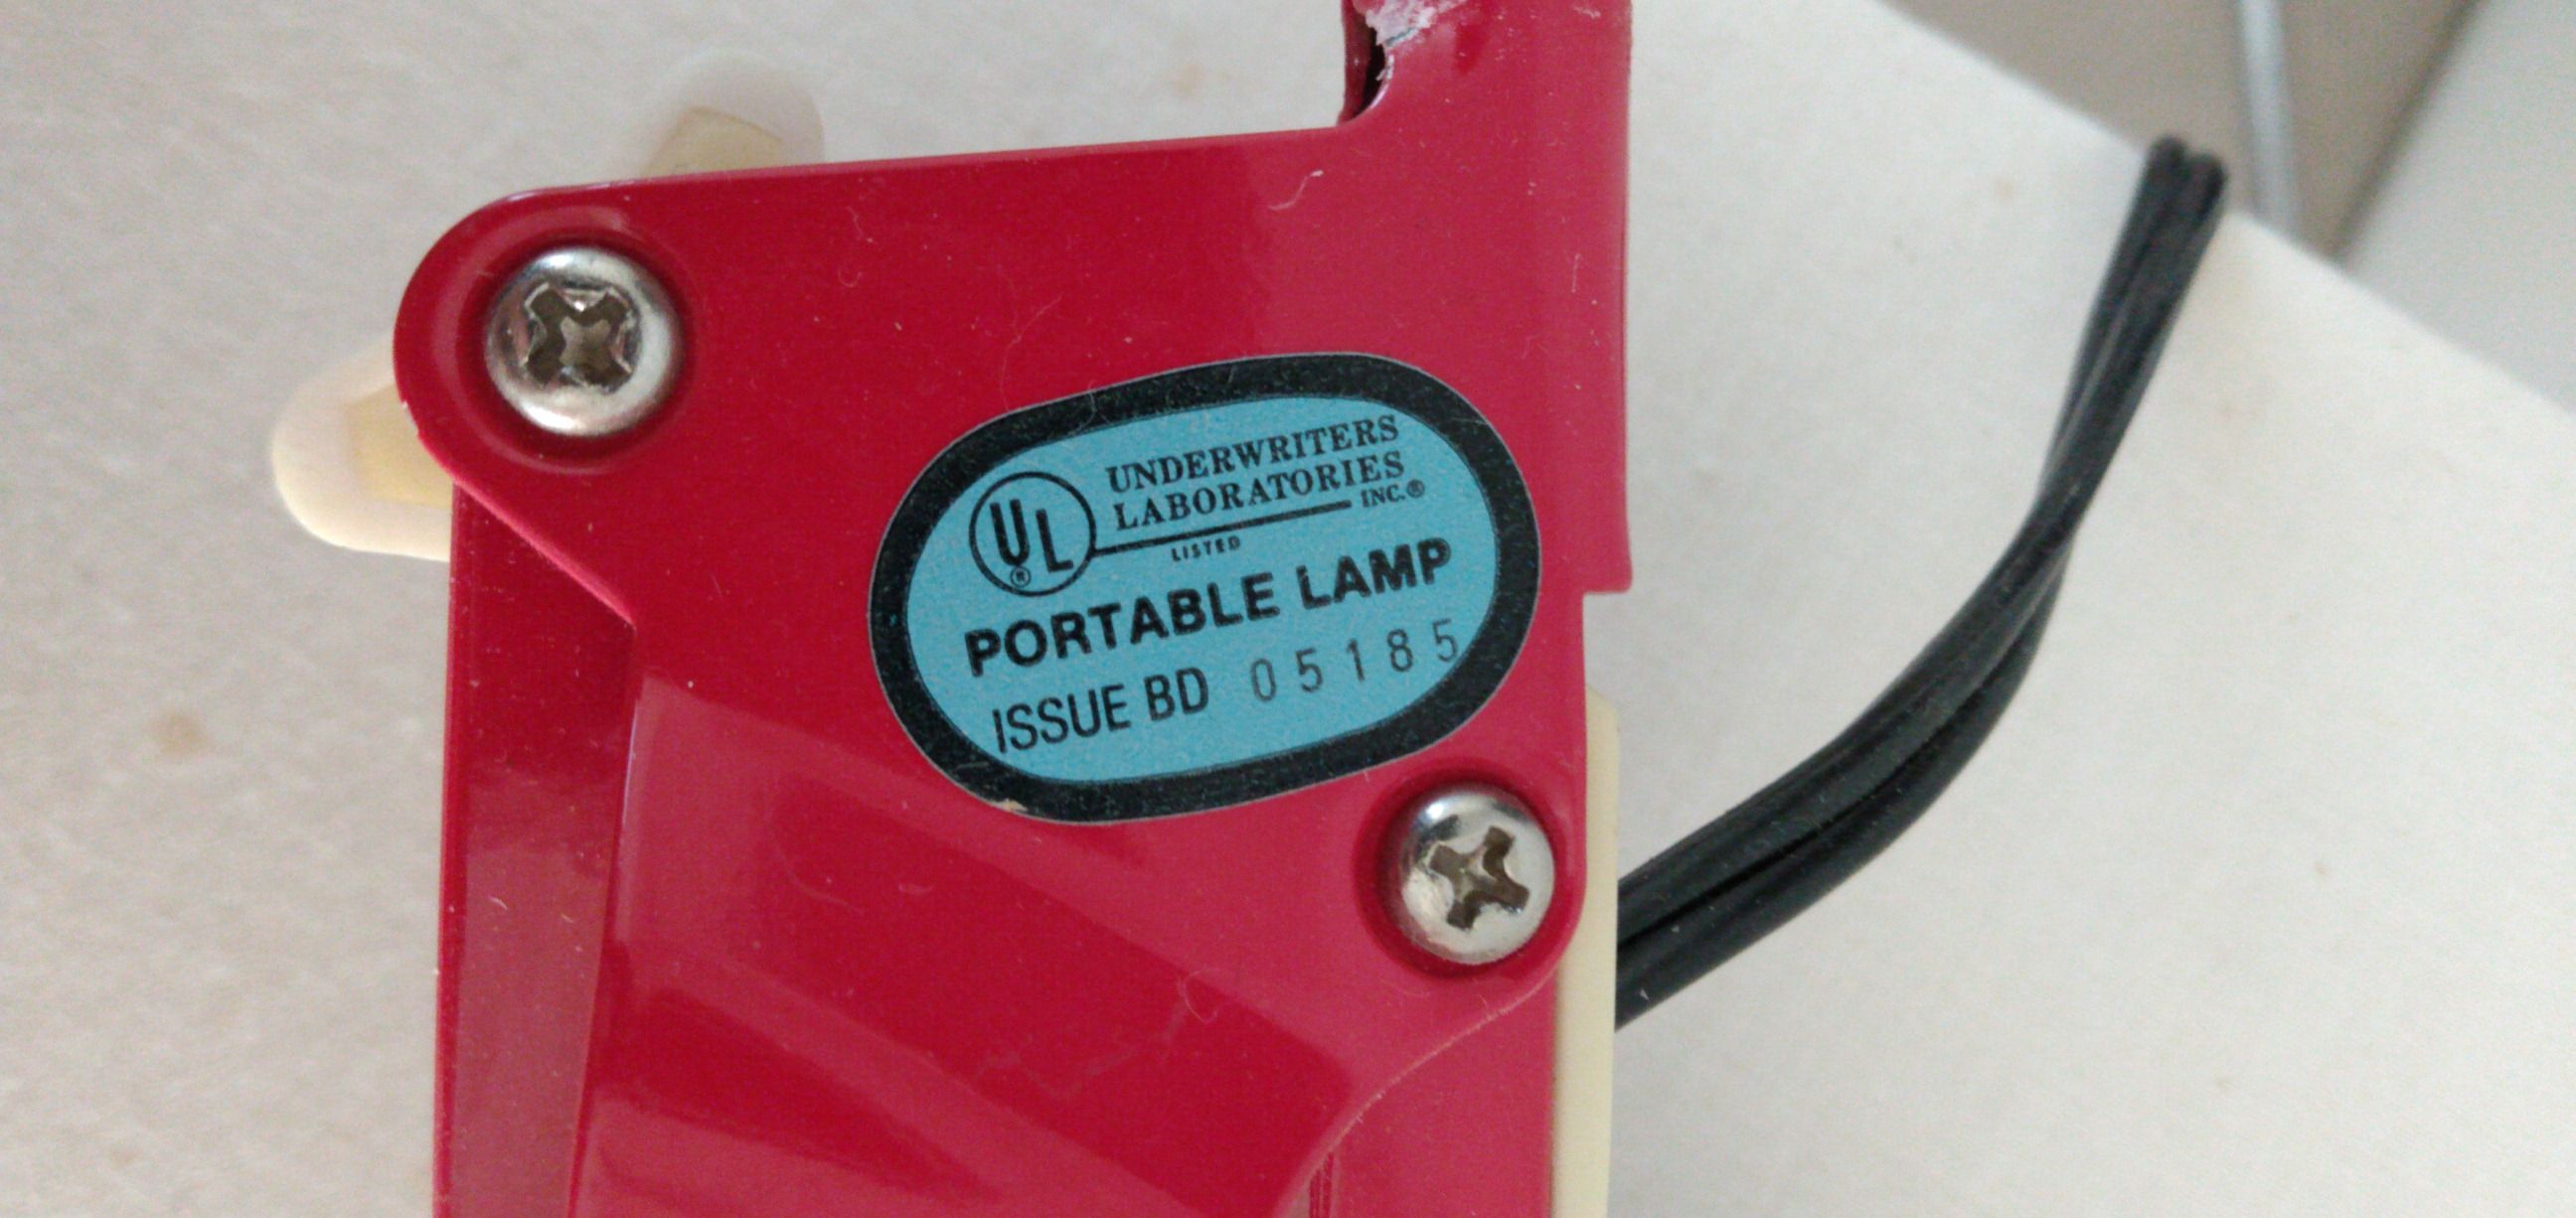 UL®
UNDERWRITERS
LABORATORIES
INC.®
LISTED
PORTABLE LAMP
ISSUE BD 05185